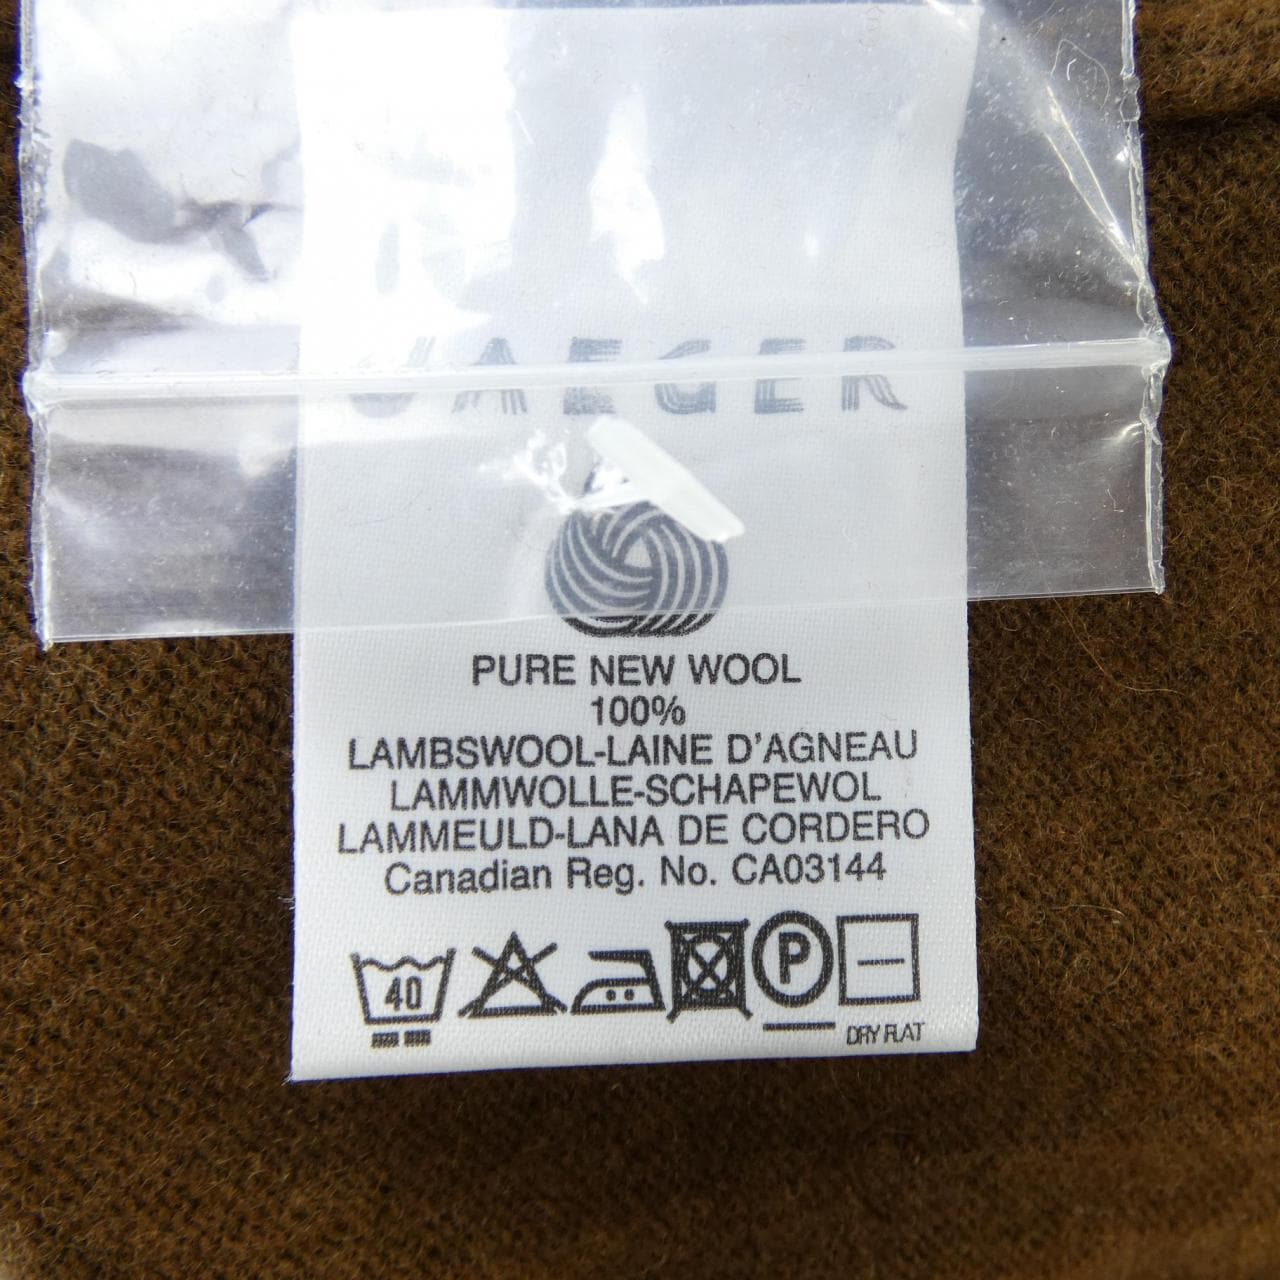 JAEGER
PURE NEW WOOL
100%
LAMBSWOOL-LAINE D'AGNEAU
LAMMWOLLE-SCHAPEWOL
LAMMEULD-LANA DE CORDERO
Canadian Reg. No. CA03144
40 P
DRY FLAT